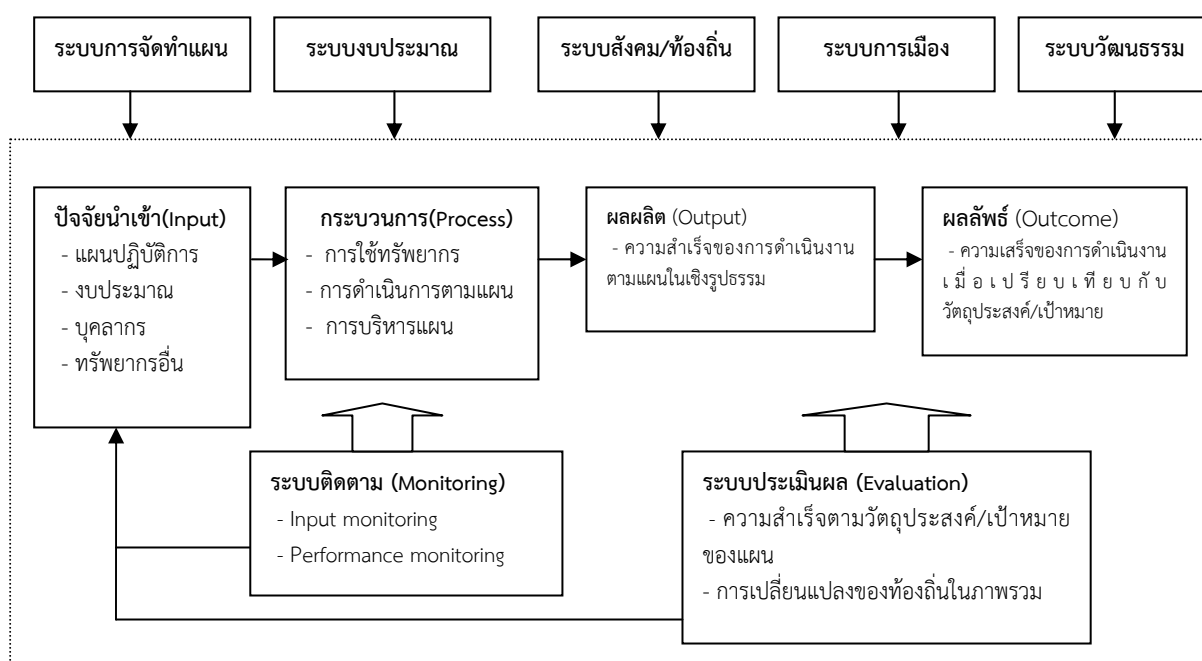 ระบบการจัดทำแผน
ระบบงบประมาณ
ระบบสังคม/ท้องถิ่น
ระบบการเมือง
ระบบวัฒนธรรม
ปัจจัยนำเข้า(Input)
- แผนปฏิบัติการ
- งบประมาณ
- บุคลากร
- ทรัพยากรอื่น
กระบวนการ(Process)
- การใช้ทรัพยากร
- การดำเนินการตามแผน
- การบริหารแผน
ผลผลิต (Output)
- ความสำเร็จของการดำเนินงาน
ตามแผนในเชิงรูปธรรม
ผลลัพธ์ (Outcome)
- ความเสร็จของการดำเนินงาน
เมื่อเปรียบเทียบกับ
วัตถุประสงค์/เป้าหมาย
ระบบติดตาม (Monitoring)
- Input monitoring
- Performance monitoring
ระบบประเมินผล (Evaluation)
- ความสำเร็จตามวัตถุประสงค์/เป้าหมาย
ของแผน
- การเปลี่ยนแปลงของท้องถิ่นในภาพรวม